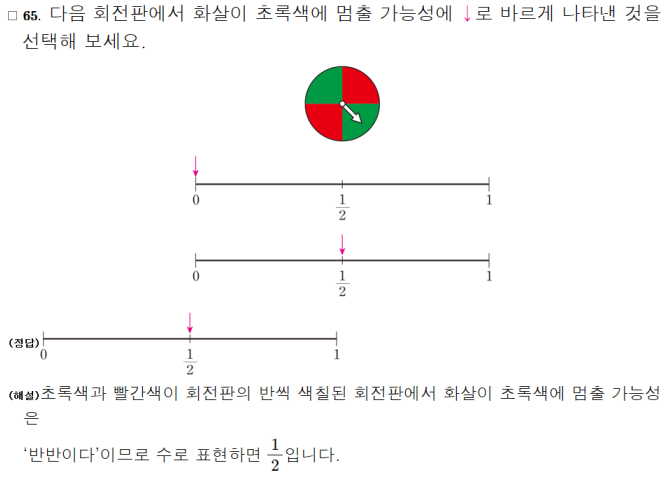 □ 65. 다음 회전판에서 화살이 초록색에 멈출 가능성에 ↓로 바르게 나타낸 것을
선택해 보세요.
0 1/2 1
0 1/2 1
(정답)
0 1/2 1
(해설)초록색과 빨간색이 회전판의 반씩 색칠된 회전판에서 화살이 초록색에 멈출 가능성
은
‘반반이다’이므로 수로 표현하면 1/2입니다.